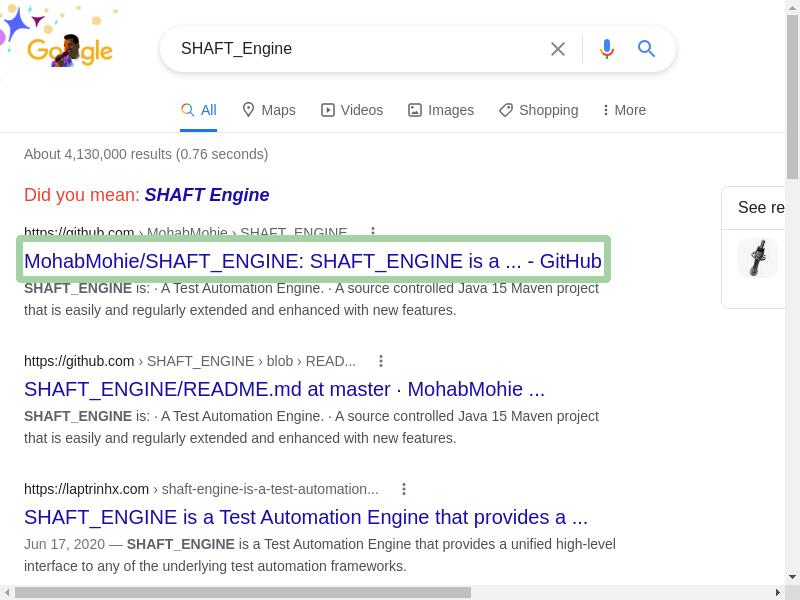 Google
SHAFT_Engine
All Maps Videos Images Shopping More
About 4,130,000 results (0.76 seconds)
Did you mean: SHAFT Engine
https://github.com › MohabMohie › SHAFT_ENGINE
See re
MohabMohie/SHAFT_ENGINE: SHAFT_ENGINE is a ... - GitHub
SHAFT_ENGINE is: · A Test Automation Engine. · A source controlled Java 15 Maven project
that is easily and regularly extended and enhanced with new features.
https://github.com › SHAFT_ENGINE › blob › READ...
SHAFT_ENGINE/README.md at master · MohabMohie ...
SHAFT_ENGINE is: · A Test Automation Engine. · A source controlled Java 15 Maven project
that is easily and regularly extended and enhanced with new features.
https://laptrinhx.com › shaft-engine-is-a-test-automation...
SHAFT_ENGINE is a Test Automation Engine that provides a ...
Jun 17, 2020 — SHAFT_ENGINE is a Test Automation Engine that provides a unified high-level
interface to any of the underlying test automation frameworks.